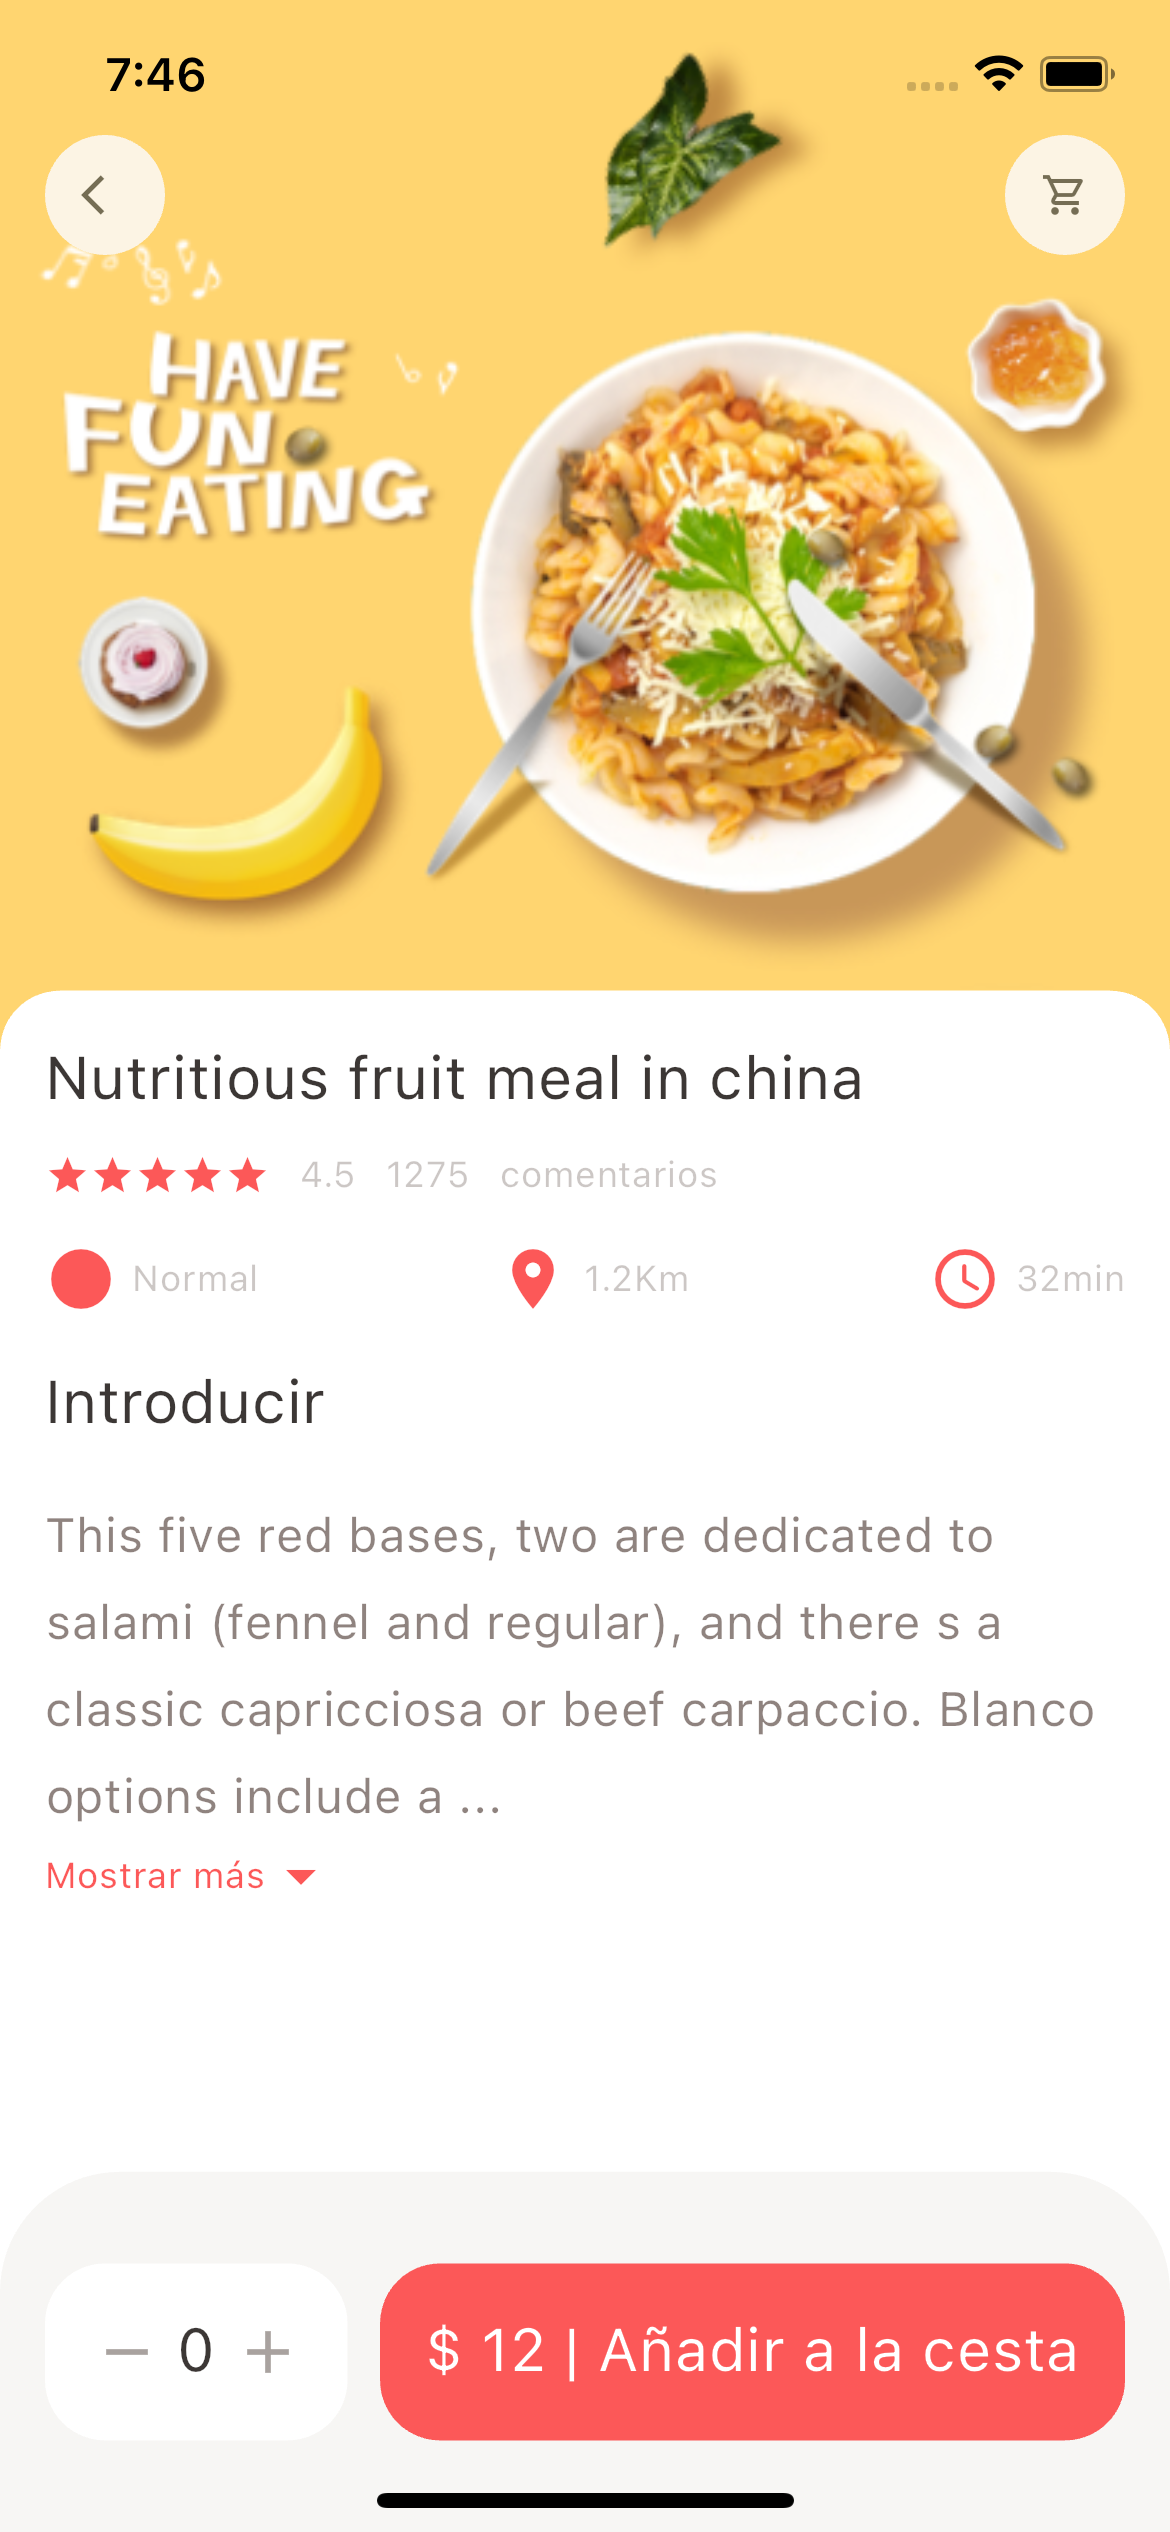 7:46
HAVE
FUN
EATING
Nutritious fruit meal in china
4.5 1275 comentarios
Normal 1.2Km 32min
Introducir
This five red bases, two are dedicated to
salami (fennel and regular), and there s a
classic capricciosa or beef carpaccio. Blanco
options include a ...
Mostrar más
0 $ 12 | Añadir a la cesta